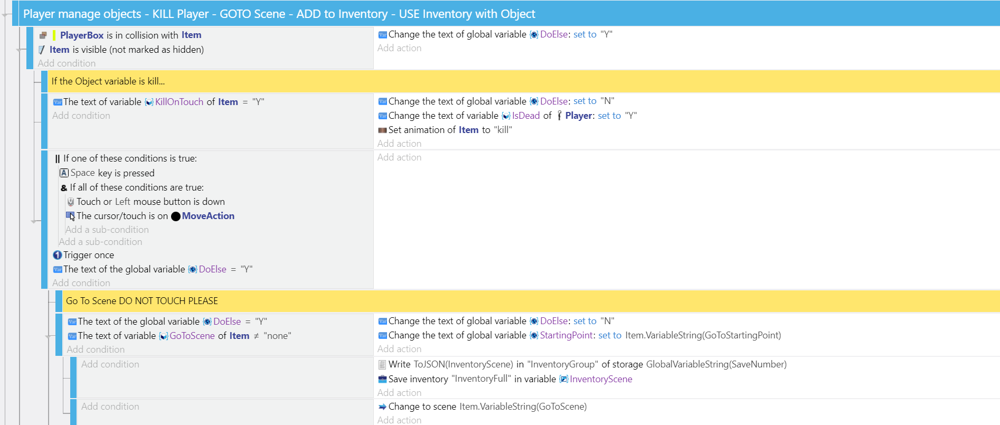 Player manage objects - KILL Player - GOTO Scene - ADD to Inventory - USE Inventory with Object
PlayerBox is in collision with Item
Item is visible (not marked as hidden)
Add condition
Change the text of global variable DoElse: set to "Y"
Add action
If the Object variable is kill...
The text of variable KillOnTouch of Item = "Y"
Add condition
Change the text of global variable DoElse: set to "N"
Change the text of variable IsDead of Player: set to "Y"
Set animation of Item to "kill"
Add action
If one of these conditions is true:
A Space key is pressed
& If all of these conditions are true:
Touch or Left mouse button is down
The cursor/touch is on MoveAction
Add a sub-condition
Add a sub-condition
1 Trigger once
Var The text of the global variable DoElse = "Y"
Add condition
Add action
Go To Scene DO NOT TOUCH PLEASE
The text of the global variable DoElse = "Y"
The text of variable GoToScene of Item ≠ "none"
Add condition
Change the text of global variable DoElse: set to "N"
Change the text of global variable StartingPoint: set to Item.VariableString(GoToStartingPoint)
Add action
Add condition
Write ToJSON(InventoryScene) in "InventoryGroup" of storage GlobalVariableString(SaveNumber)
Save inventory "InventoryFull" in variable InventoryScene
Add action
Add condition
Change to scene Item.VariableString(GoToScene)
Add action